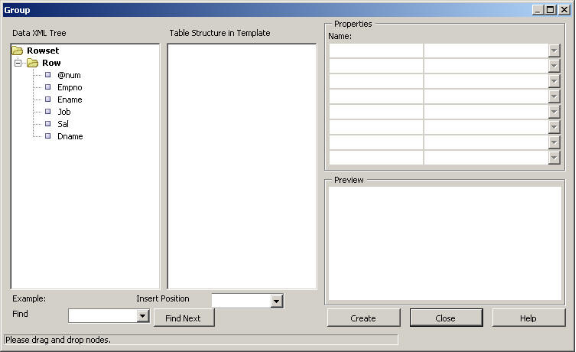 Group
Data XML Tree
Table Structure in Template
Properties
Name:
Rowset
Row
@num
Empno
Ename
Job
Sal
Dname
Preview
Example:
Insert Position
Find
Find Next
Create
Close
Help
Please drag and drop nodes.